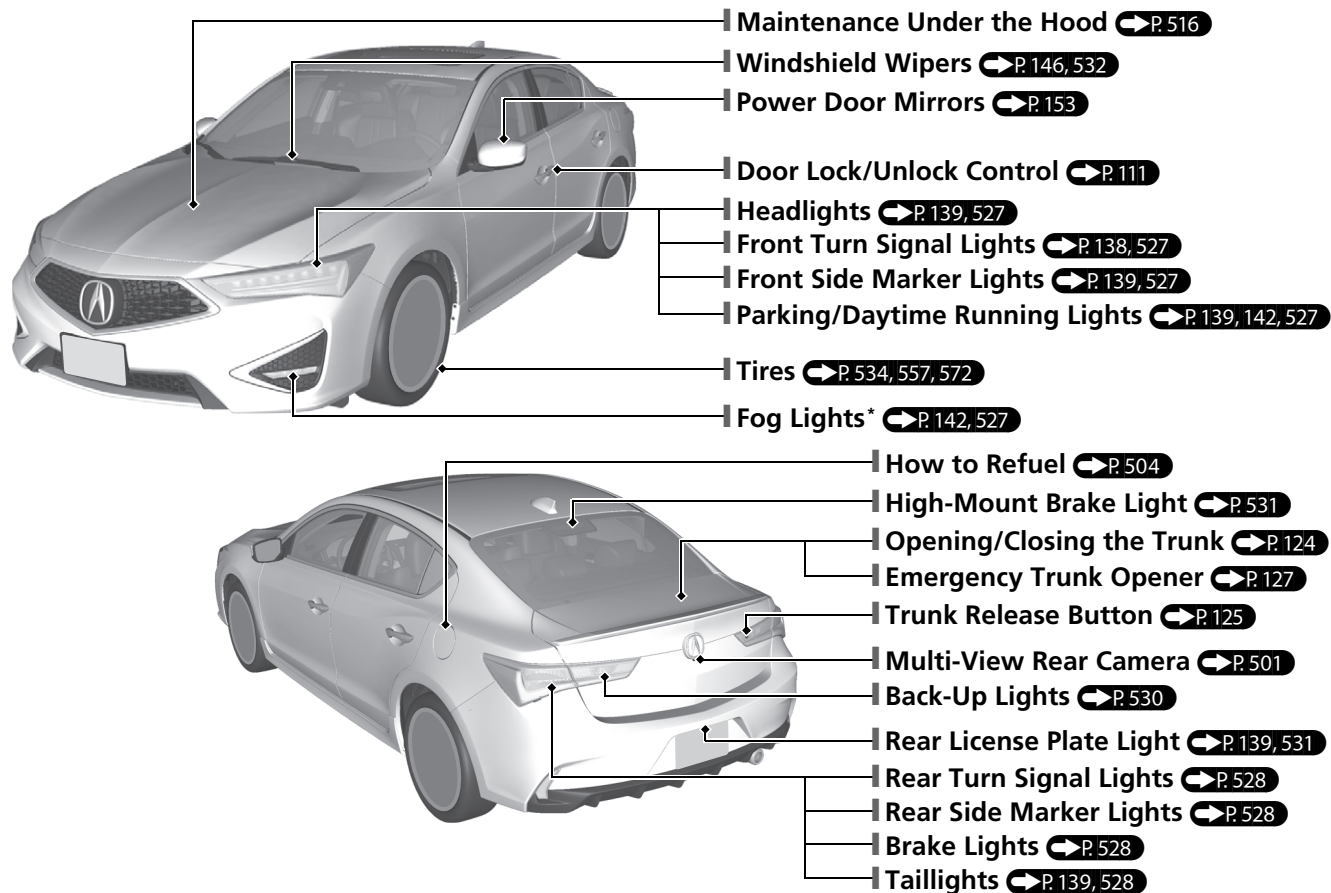 Maintenance Under the Hood P. 516
Windshield Wipers P. 146, 532
Power Door Mirrors P. 153
Door Lock/Unlock Control P. 111
Headlights P. 139, 527
Front Turn Signal Lights P. 138, 527
Front Side Marker Lights P. 139, 527
Parking/Daytime Running Lights P. 139, 142, 527
Tires P. 534, 557, 572
Fog Lights* P. 142, 527
How to Refuel P. 504
High-Mount Brake Light P. 531
Opening/Closing the Trunk P. 124
Emergency Trunk Opener P. 127
Trunk Release Button P. 125
Multi-View Rear Camera P. 501
Back-Up Lights P. 530
Rear License Plate Light P. 139, 531
Rear Turn Signal Lights P. 528
Rear Side Marker Lights P. 528
Brake Lights P. 528
Taillights P. 139, 528